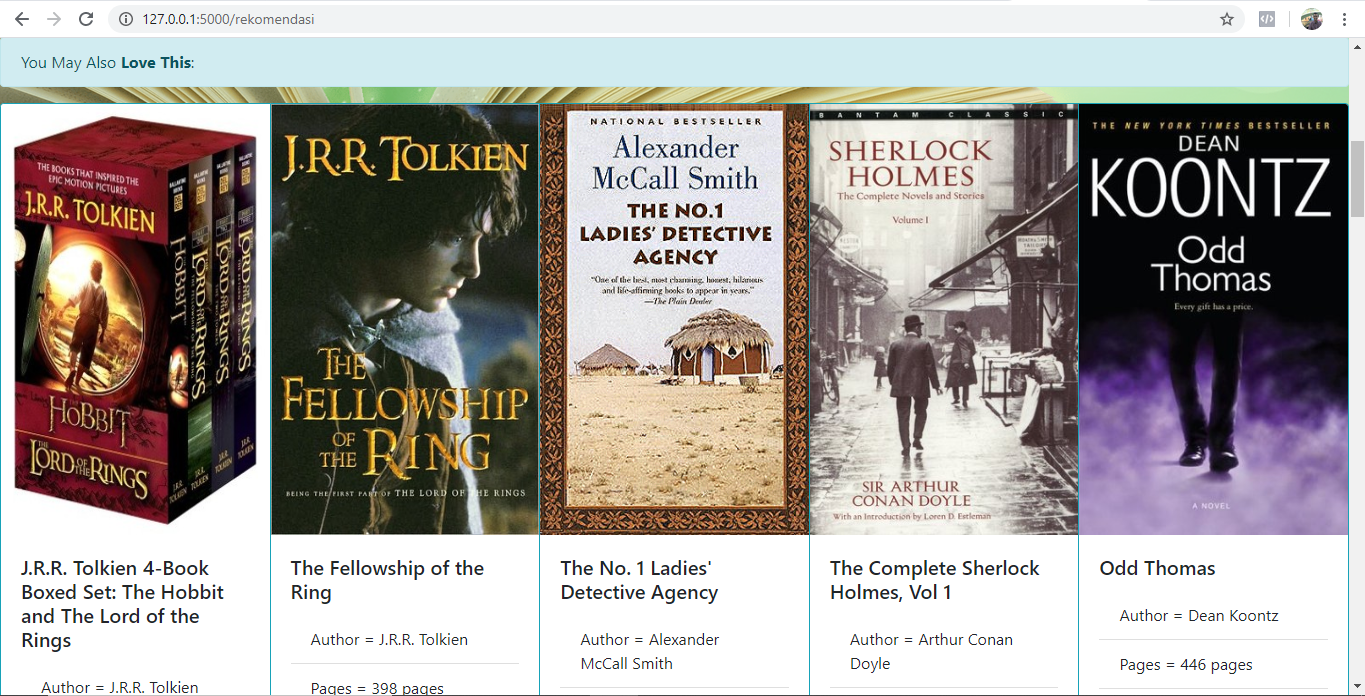 127.0.0.1:5000/rekomendasi
You May Also Love This:
THE BOOKS THAT INSPIRED THE
EPIC MOTION PICTURES
J.R.R. TOLKIEN
THE HOBBIT
LORD OF THE RINGS
LORD OF THE RINGS
LORD OF THE RINGS
THE HOBBIT
THE LORD OF THE RINGS
J.R.R. TOLKIEN
J.R.R. TOLKIEN
J.R.R. TOLKIEN
J.R.R. TOLKIEN
J.R.R. TOLKIEN
THE
FELLOWSHIP
OF
THE RING
BEING THE FIRST PART OF THE LORD OF THE RINGS
NATIONAL BESTSELLER
Alexander
McCall Smith
THE NO.1
LADIES' DETECTIVE
AGENCY
“One of the best, most charming, honest, hilarious
and life-affirming books to appear in years.”
—The Plain Dealer
BANTAM CLASSIC
SHERLOCK
HOLMES
The Complete Novels and Stories
Volume I
SIR ARTHUR
CONAN DOYLE
With an Introduction by Loren D. Estleman
THE NEW YORK TIMES BESTSELLER
DEAN
KOONTZ
Odd
Thomas
Every gift has a price.
A NOVEL
J.R.R. Tolkien 4-Book
Boxed Set: The Hobbit
and The Lord of the
Rings
Author = J.R.R. Tolkien
The Fellowship of the
Ring
Author = J.R.R. Tolkien
Pages = 398 pages
The No. 1 Ladies'
Detective Agency
Author = Alexander
McCall Smith
The Complete Sherlock
Holmes, Vol 1
Author = Arthur Conan
Doyle
Odd Thomas
Author = Dean Koontz
Pages = 446 pages